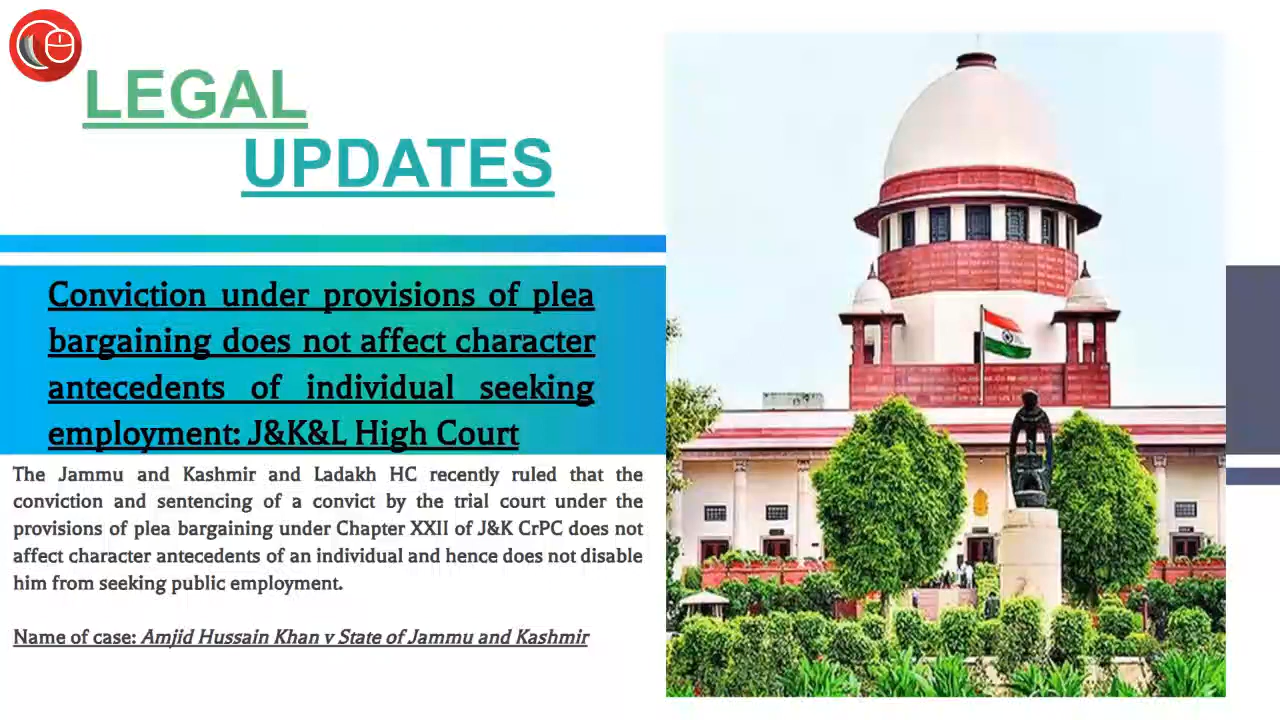 LEGAL
UPDATES
Conviction under provisions of plea
bargaining does not affect character
antecedents of individual seeking
employment: J&K&L High Court
The Jammu and Kashmir and Ladakh HC recently ruled that the
conviction and sentencing of a convict by the trial court under the
provisions of plea bargaining under Chapter XXII of J&K CrPC does not
affect character antecedents of an individual and hence does not disable
him from seeking public employment.
Name of case: Amjid Hussain Khan v State of Jammu and Kashmir